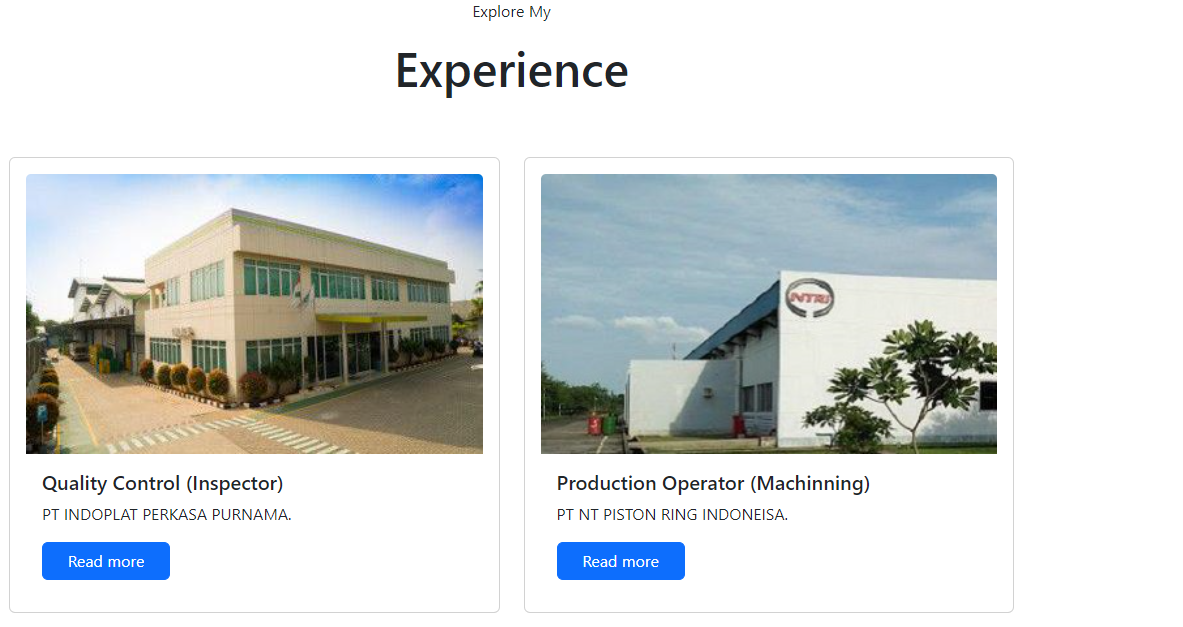 Explore My
Experience
NTRI
Quality Control (Inspector)
PT INDOPLAT PERKASA PURNAMA.
Read more
Production Operator (Machinning)
PT NT PISTON RING INDONEISA.
Read more